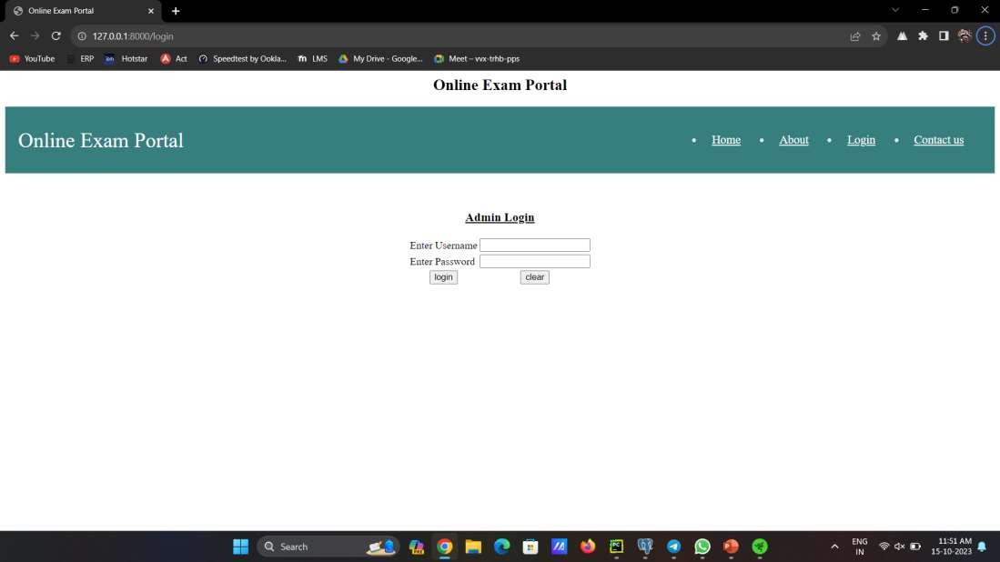 Online Exam Portal
127.0.0.1:8000/login
YouTube ERP Hotstar Act Speedtest by Ookla... LMS My Drive - Google... Meet – vvx-trhb-pps
Online Exam Portal
Online Exam Portal Home About Login Contact us
Admin Login
Enter Username
Enter Password
login clear
Search
ENG
IN
11:51 AM
15-10-2023